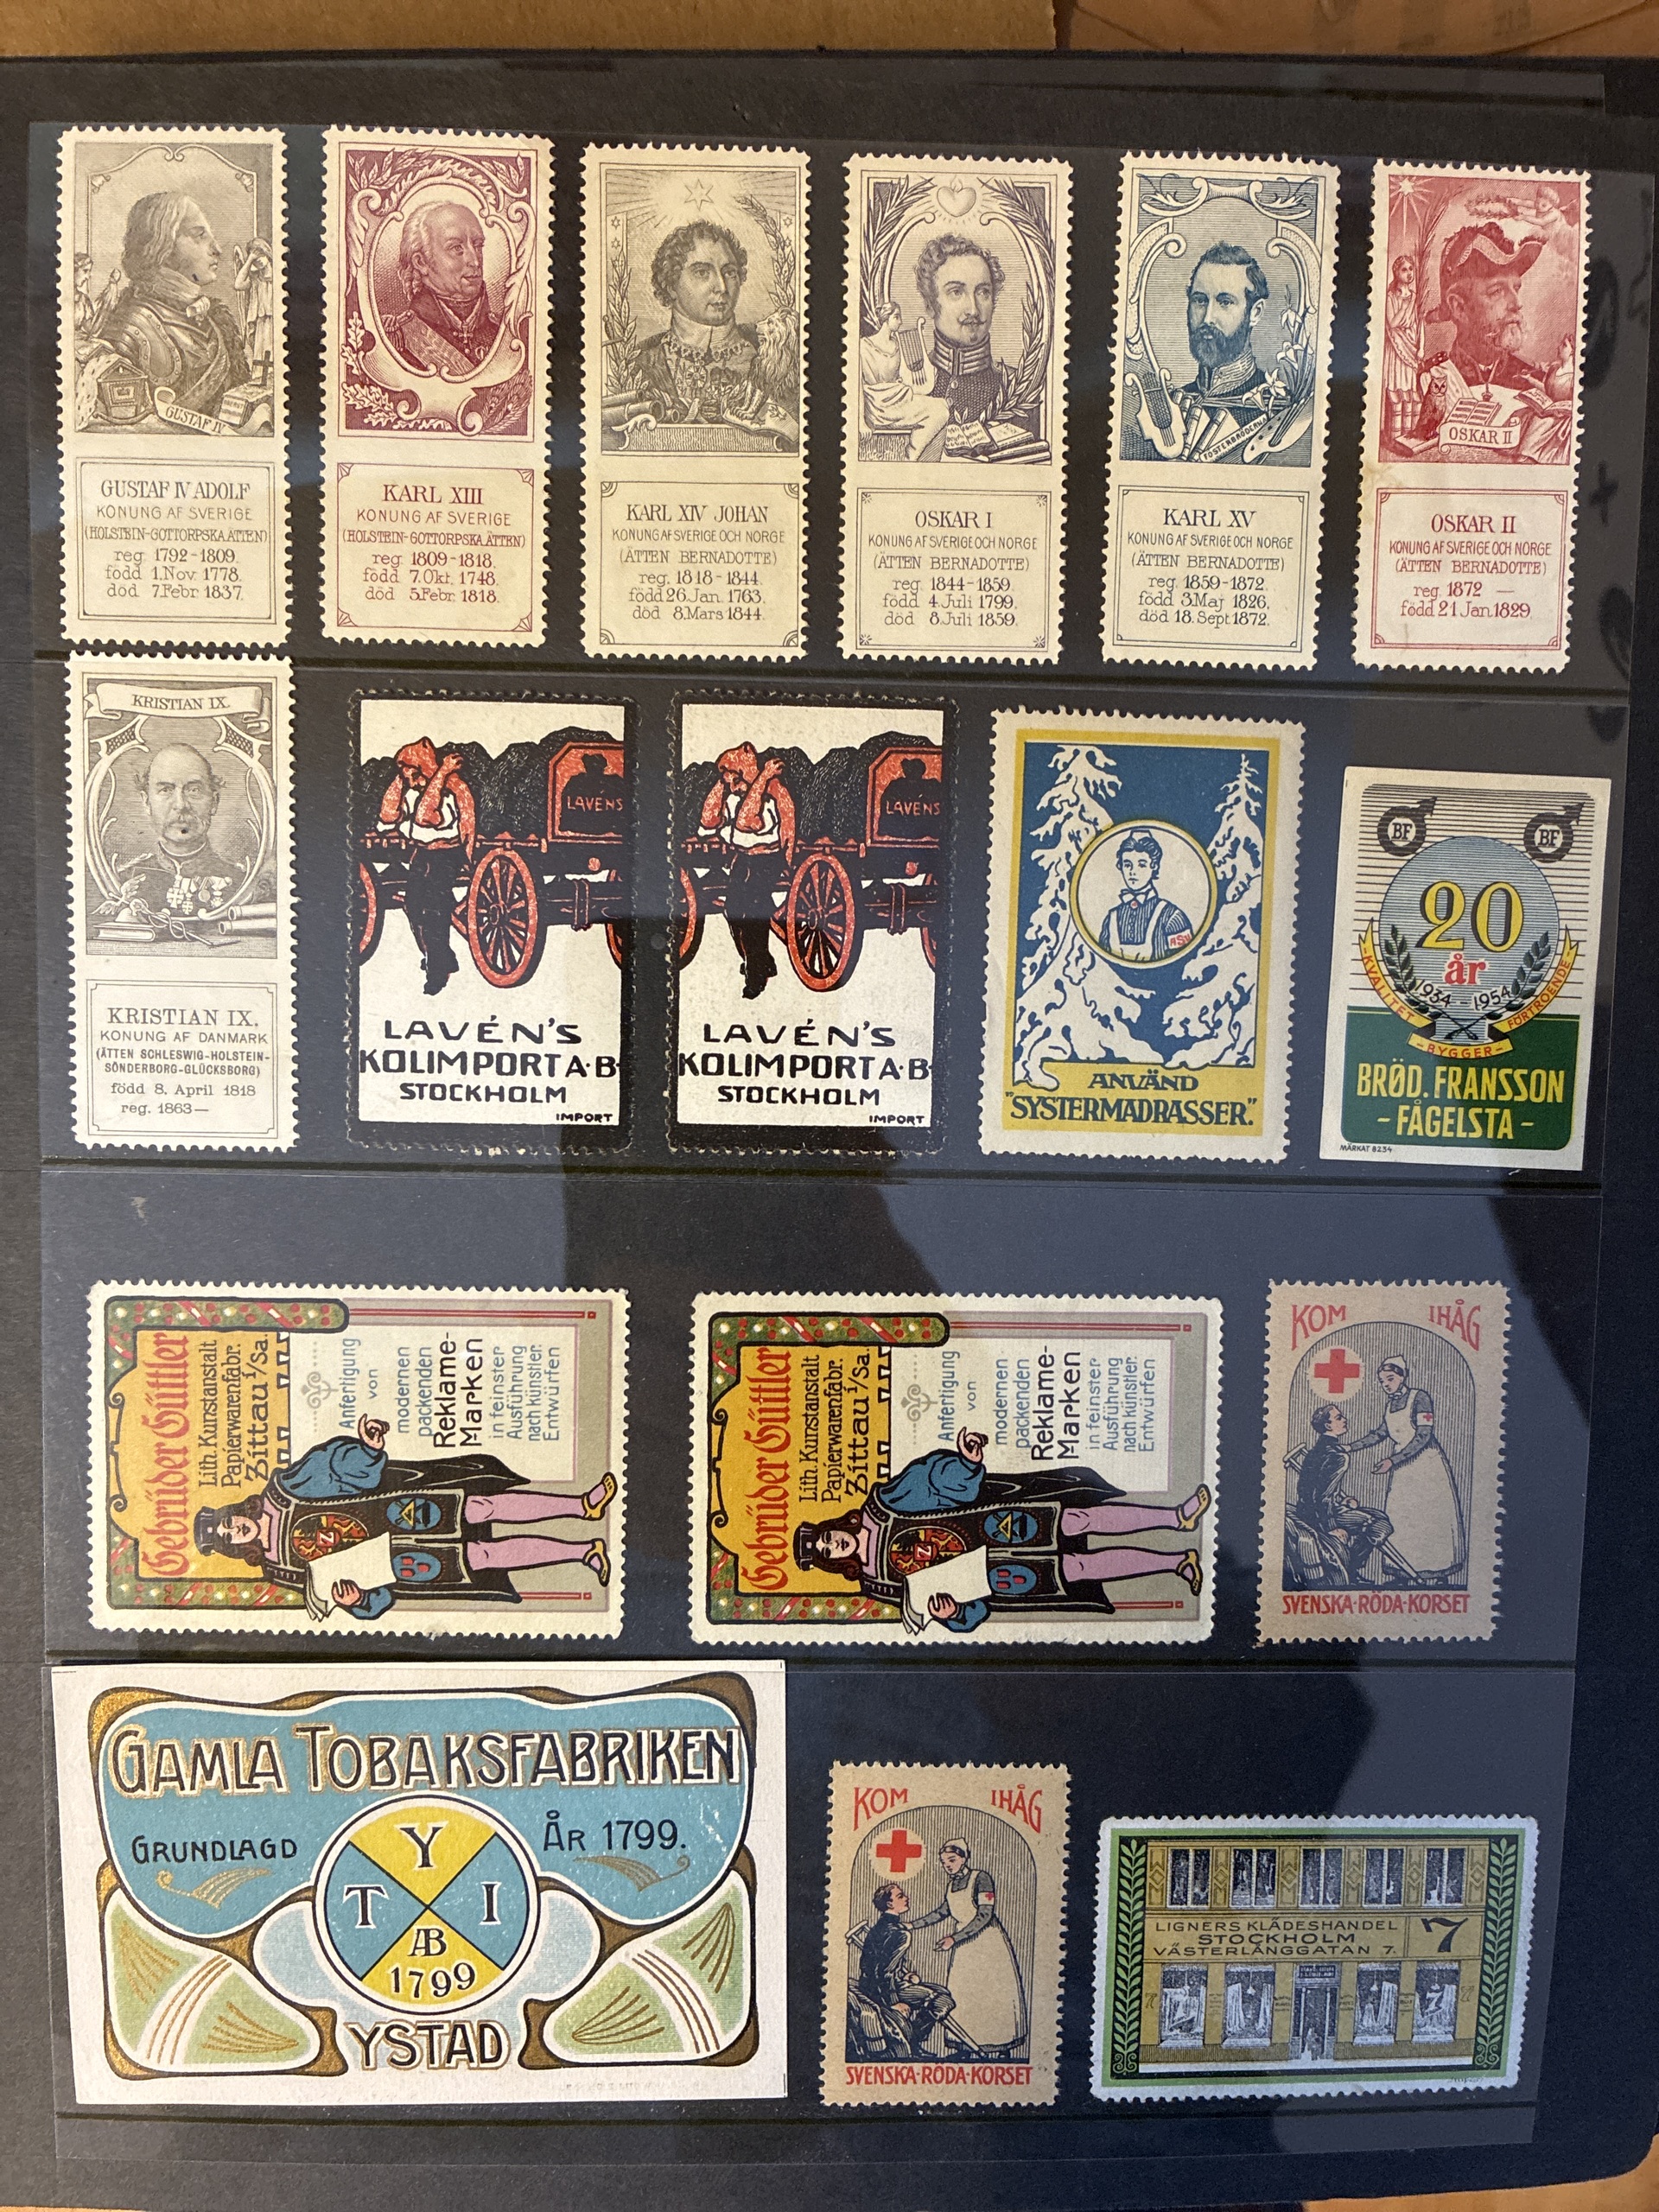 GUSTAF IV
GUSTAF IV ADOLF
KONUNG AF SVERIGE
(HOLSTEIN-GOTTORPSKA ÄTTEN)
reg. 1792-1809.
född 1. Nov. 1778.
död 7. Febr. 1837.
KARL XIII
KONUNG AF SVERIGE
(HOLSTEIN-GOTTORPSKA ÄTTEN)
reg. 1809-1818.
född 7. Okt. 1748.
död 5. Febr. 1818.
KARL XIV JOHAN
KONUNG AF SVERIGE OCH NORGE
(ÄTTEN BERNADOTTE)
reg. 1818-1844.
född 26. Jan. 1763.
död 8. Mars 1844.
OSKAR I
KONUNG AF SVERIGE OCH NORGE
(ÄTTEN BERNADOTTE)
reg. 1844-1859.
född 4. Juli 1799.
död 8. Juli 1859.
FOSTERBRÖDERNA
KARL XV
KONUNG AF SVERIGE OCH NORGE
(ÄTTEN BERNADOTTE)
reg. 1859-1872.
född 3. Maj 1826.
död 18. Sept. 1872.
OSKAR II
OSKAR II
KONUNG AF SVERIGE OCH NORGE
(ÄTTEN BERNADOTTE)
reg. 1872 —
född 21 Jan. 1829
KRISTIAN IX.
KRISTIAN IX.
KONUNG AF DANMARK
(ÄTTEN SCHLESWIG-HOLSTEIN-
SÖNDERBORG-GLÜCKSBORG)
född 8. April 1818
reg. 1863—
LAVÉNS
LAVÉN'S
KOLIMPORT A·B·
STOCKHOLM
IMPORT
LAVÉNS
LAVÉN'S
KOLIMPORT A·B·
STOCKHOLM
IMPORT
ASU
ANVÄND
"SYSTERMADRASSER."
BF
BF
20
år
1934 - 1954
-KVALITET-
-BYGGER-
FÖRTROENDE-
BRÖD. FRANSSON
- FÅGELSTA -
MÄRKAT 8234
Gebrüder Güttler
Lith. Kunstanstalt
Papierwarenfabr.
Zittau i/Sa.
Anfertigung
von
modernen
packenden
Reklame-
Marken
in feinster
Ausführung
nach künstler.
Entwürfen
Z
Gebrüder Güttler
Lith. Kunstanstalt
Papierwarenfabr.
Zittau i/Sa.
Anfertigung
von
modernen
packenden
Reklame-
Marken
in feinster
Ausführung
nach künstler.
Entwürfen
Z
KOM IHÅG
SVENSKA·RÖDA·KORSET
GAMLA TOBAKSFABRIKEN
GRUNDLAGD ÅR 1799.
Y
T I
AB
1799
YSTAD
KOM IHÅG
SVENSKA·RÖDA·KORSET
LIGNERS KLÄDESHANDEL
STOCKHOLM
VÄSTERLÅNGGATAN 7.
7
7 7